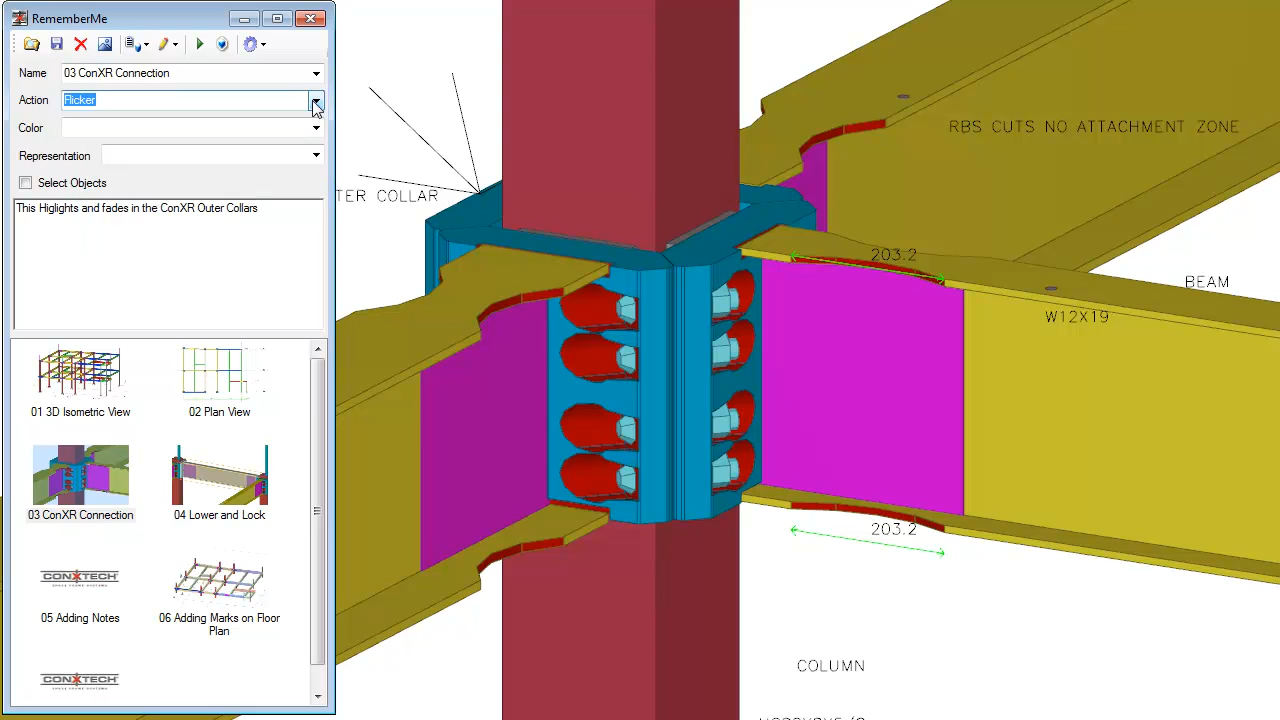 RememberMe
Name 03 ConXR Connection
Action Flicker
Color
Representation
Select Objects
This Higlights and fades in the ConXR Outer Collars
01 3D Isometric View
02 Plan View
03 ConXR Connection
04 Lower and Lock
CONXTECH
05 Adding Notes
06 Adding Marks on Floor
Plan
CONXTECH
TER COLLAR
RBS CUTS NO ATTACHMENT ZONE
203.2
BEAM
W12X19
203.2
COLUMN